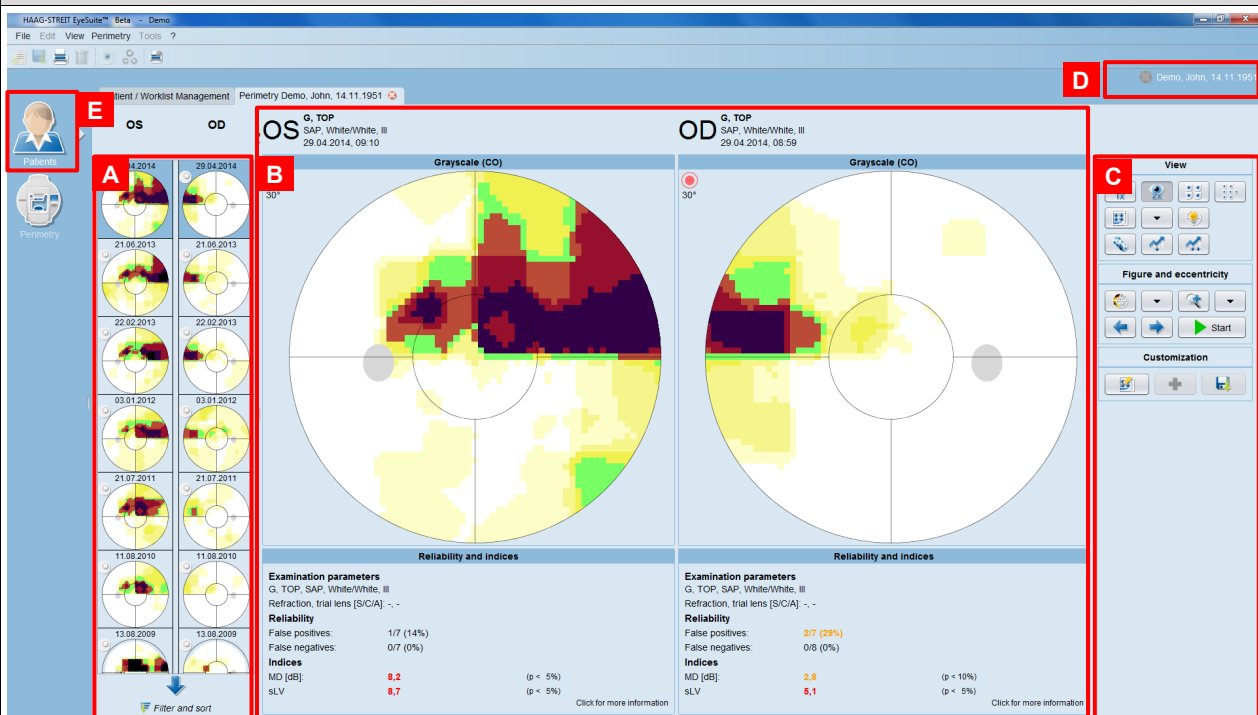 HAAG-STREIT EyeSuite™ Beta - Demo
File Edit View Perimetry Tools ?
D
Demo, John, 14.11.1951
E
Patient / Worklist Management
Perimetry Demo, John, 14.11.1951
Patients
Perimetry
OS OD
A
04.2014 29.04.2014
21.06.2013 21.06.2013
22.02.2013 22.02.2013
03.01.2012 03.01.2012
21.07.2011 21.07.2011
11.08.2010 11.08.2010
13.08.2009 13.08.2009
Filter and sort
B
OS
G, TOP
SAP, White/White, III
29.04.2014, 09:10
Grayscale (CO)
30°
Reliability and indices
Examination parameters
G, TOP, SAP, White/White, III
Refraction, trial lens [S/C/A]: -, -
Reliability
False positives: 1/7 (14%)
False negatives: 0/7 (0%)
Indices
MD [dB]: 8,2 (p < 5%)
sLV 8,7 (p < 5%)
Click for more information
OD
G, TOP
SAP, White/White, III
29.04.2014, 08:59
Grayscale (CO)
30°
Reliability and indices
Examination parameters
G, TOP, SAP, White/White, III
Refraction, trial lens [S/C/A]: -, -
Reliability
False positives: 2/7 (29%)
False negatives: 0/8 (0%)
Indices
MD [dB]: 2,8 (p < 10%)
sLV 5,1 (p < 5%)
Click for more information
C
View
1X 2X
Figure and eccentricity
Start
Customization